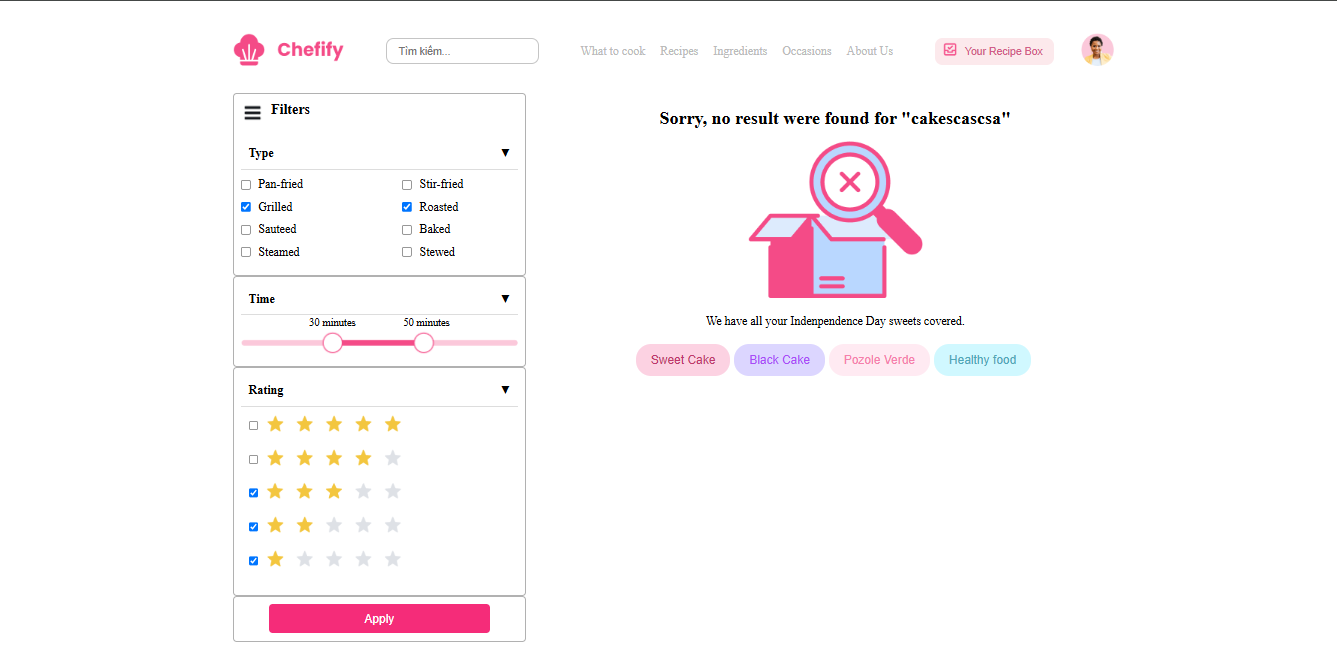 Chefify
Tìm kiếm...
What to cook Recipes Ingredients Occasions About Us
Your Recipe Box
Filters
Type ▼
Pan-fried Stir-fried
Grilled Roasted
Sauteed Baked
Steamed Stewed
Time ▼
30 minutes 50 minutes
Rating ▼
Apply
Sorry, no result were found for "cakescascsa"
We have all your Indenpendence Day sweets covered.
Sweet Cake Black Cake Pozole Verde Healthy food